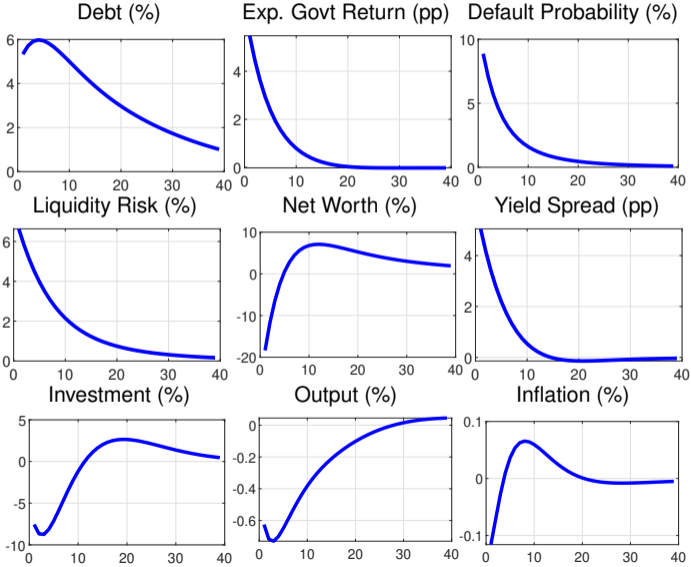 Debt (%) Exp. Govt Return (pp) Default Probability (%)
6 4 10
4 2 5
2 0 0
0
0 10 20 30 40 0 10 20 30 40 0 10 20 30 40
Liquidity Risk (%) Net Worth (%) Yield Spread (pp)
6 10 4
4 0 2
2 -10 0
0 -20
0 10 20 30 40 0 10 20 30 40 0 10 20 30 40
Investment (%) Output (%) Inflation (%)
5 0 0.1
0 -0.2 0
-5 -0.4 -0.1
-10 -0.6
0 10 20 30 40 0 10 20 30 40 0 10 20 30 40